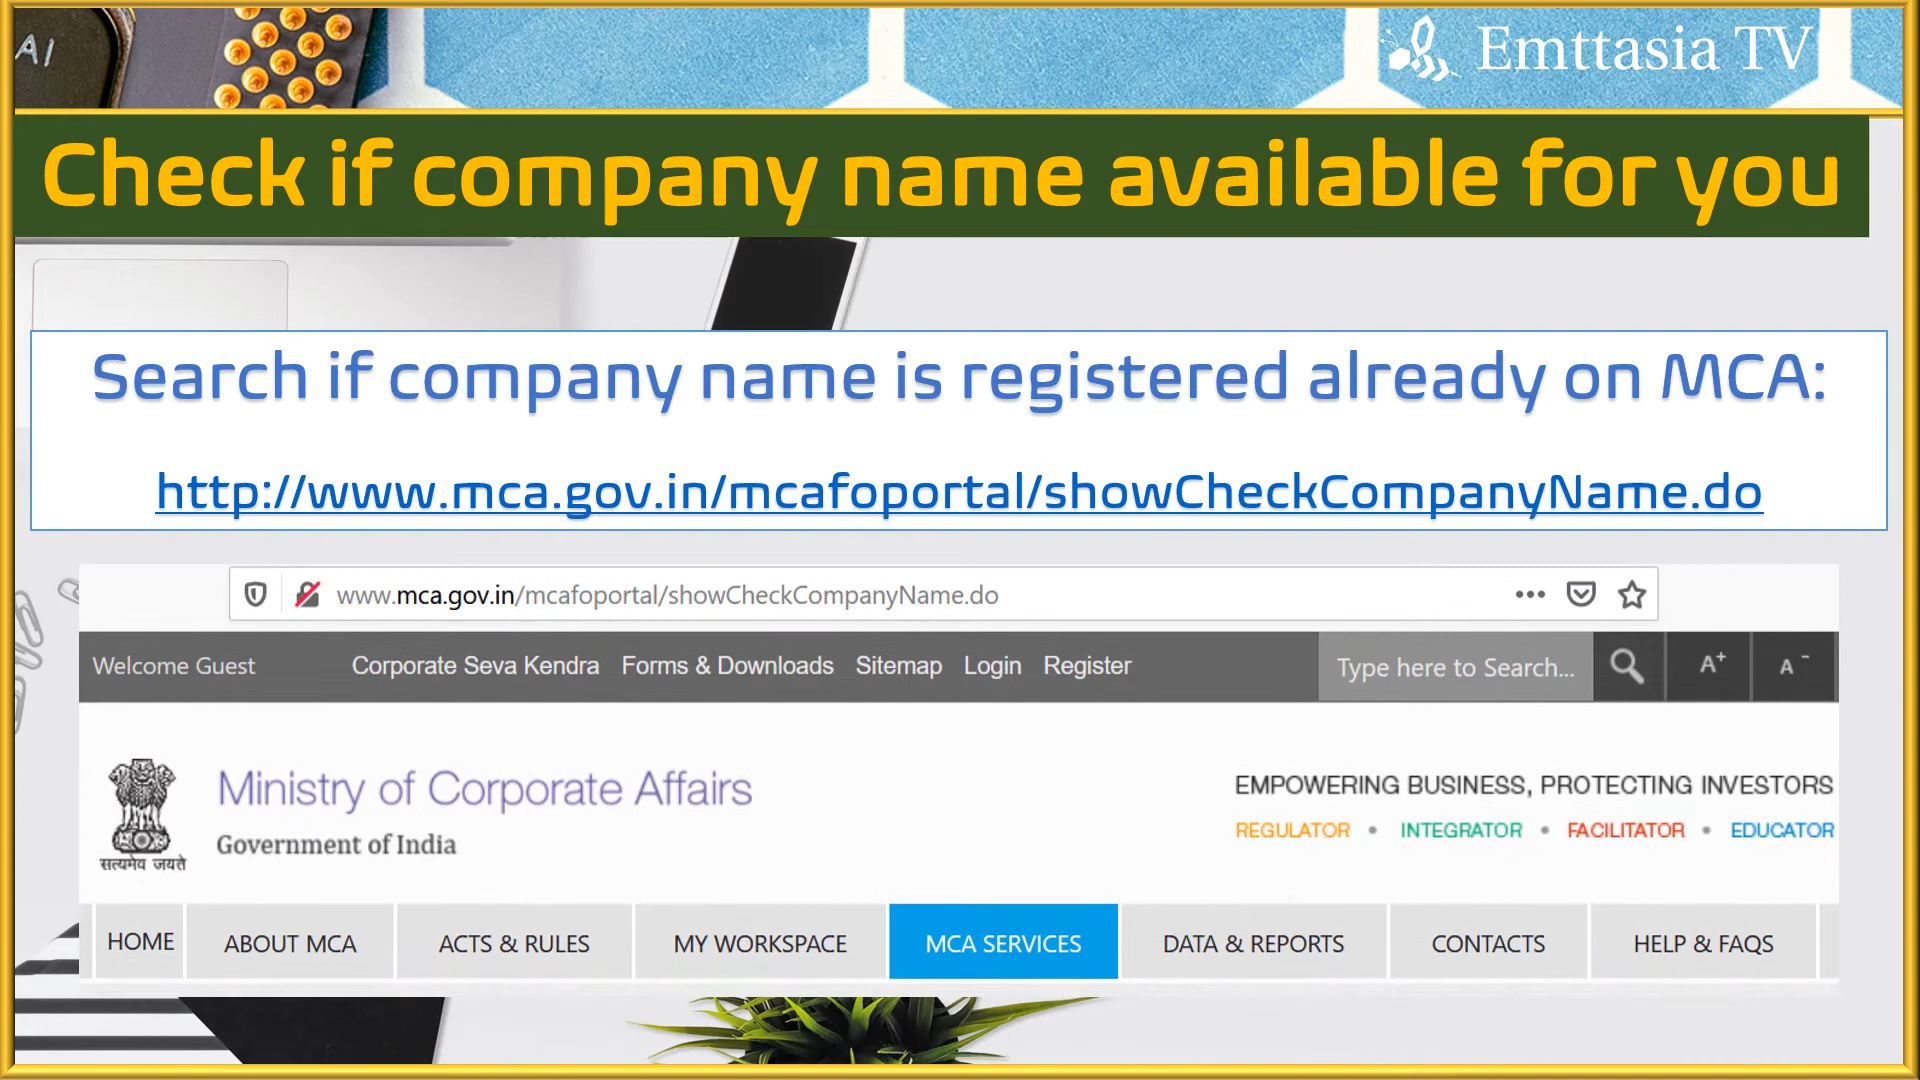 AI
Emttasia TV
Check if company name available for you
Search if company name is registered already on MCA:
http://www.mca.gov.in/mcafoportal/showCheckCompanyName.do
www.mca.gov.in/mcafoportal/showCheckCompanyName.do
Welcome Guest Corporate Seva Kendra Forms & Downloads Sitemap Login Register Type here to Search... A+ A-
Ministry of Corporate Affairs
Government of India
सत्यमेव जयते
EMPOWERING BUSINESS, PROTECTING INVESTORS
REGULATOR • INTEGRATOR • FACILITATOR • EDUCATOR
HOME ABOUT MCA ACTS & RULES MY WORKSPACE MCA SERVICES DATA & REPORTS CONTACTS HELP & FAQS